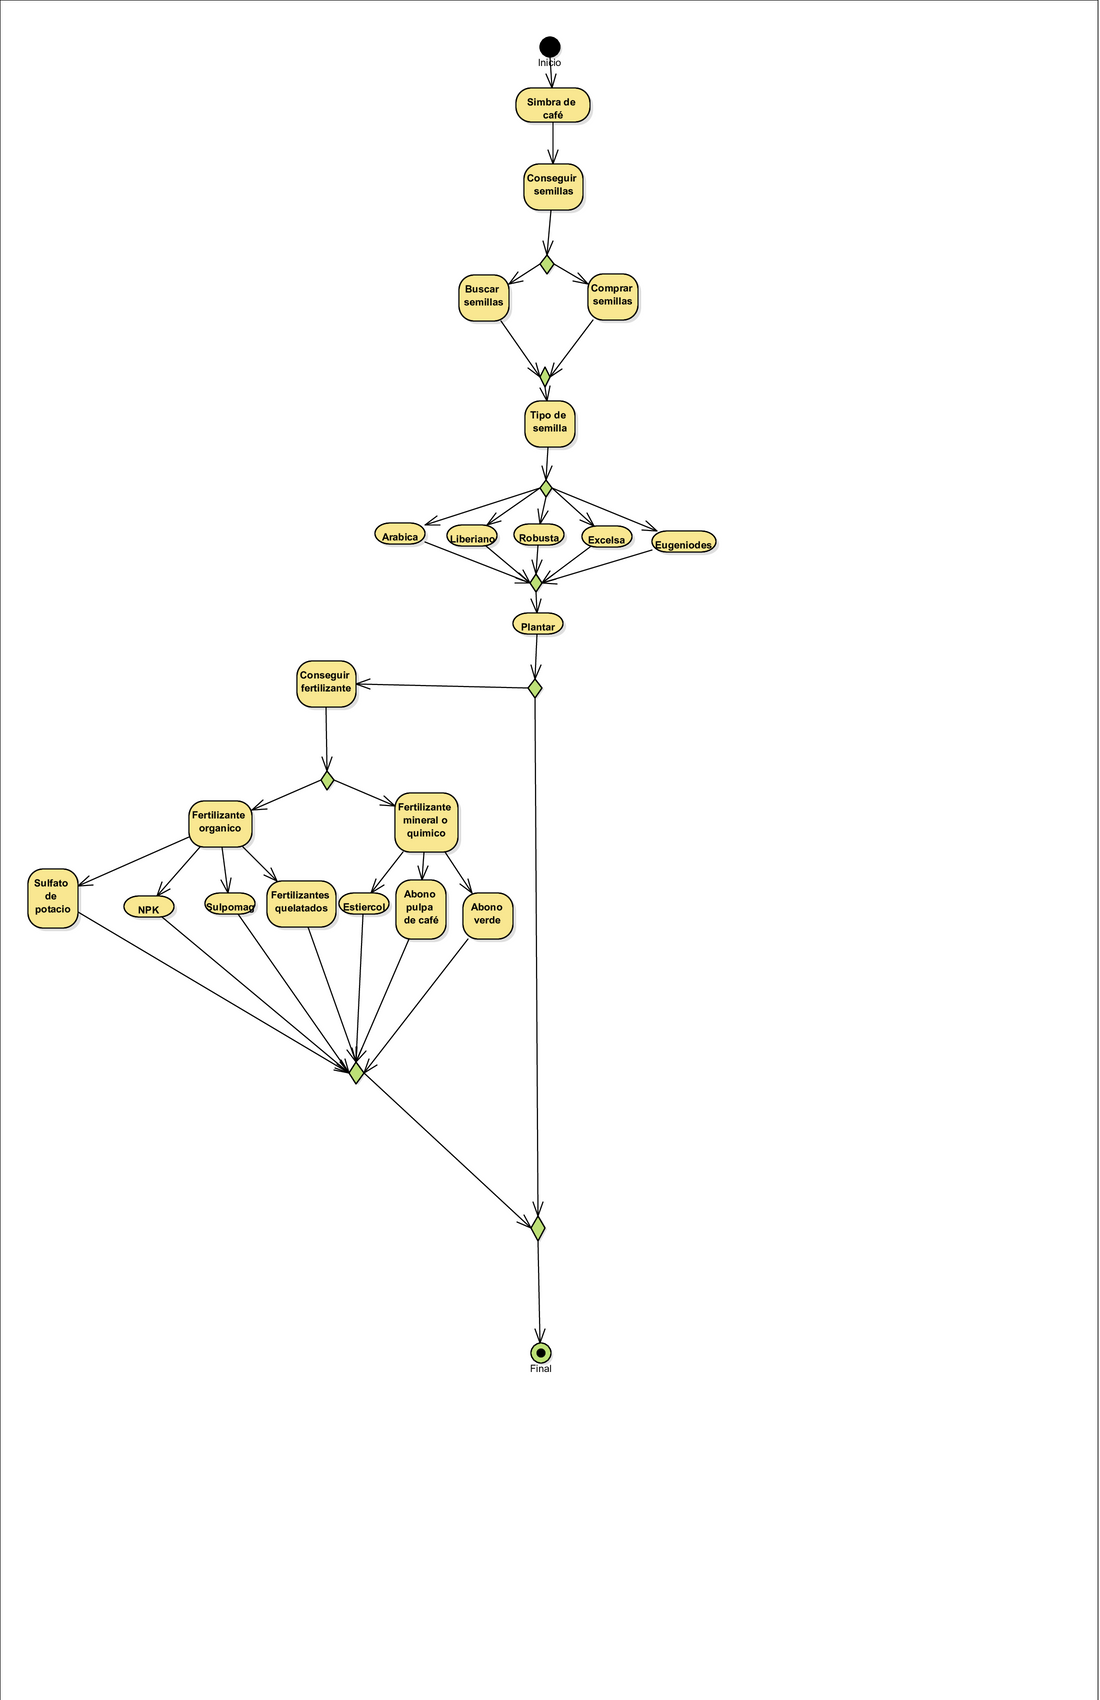 Inicio
Simbra de
café
Conseguir
semillas
Buscar
semillas
Comprar
semillas
Tipo de
semilla
Arabica
Liberiano
Robusta
Excelsa
Eugeniodes
Plantar
Conseguir
fertilizante
Fertilizante
organico
Fertilizante
mineral o
quimico
Sulfato
de
potacio
NPK
Sulpomag
Fertilizantes
quelatados
Estiercol
Abono
pulpa
de café
Abono
verde
Final